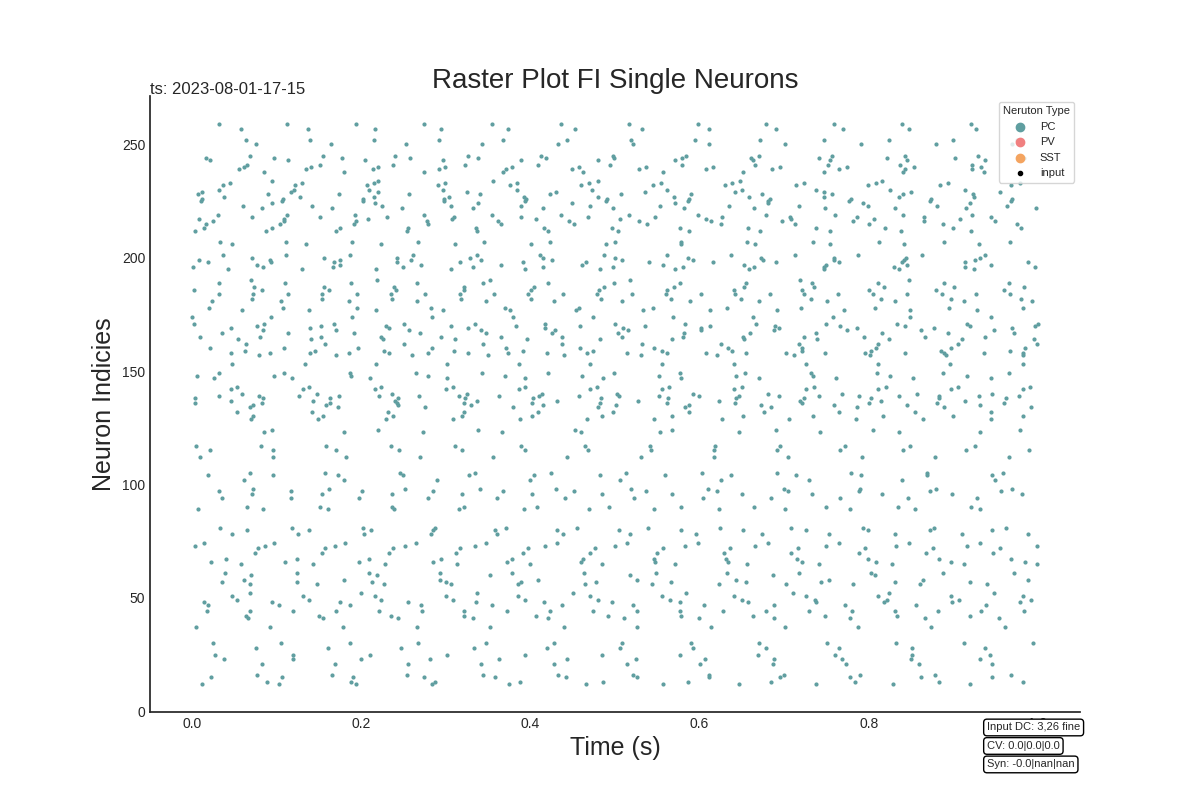 Raster Plot FI Single Neurons
ts: 2023-08-01-17-15
Neruton Type
PC
PV
SST
input
Neuron Indicies
250
200
150
100
50
0
0.0 0.2 0.4 0.6 0.8
Time (s)
Input DC: 3,26 fine
CV: 0.0|0.0|0.0
Syn: -0.0|nan|nan